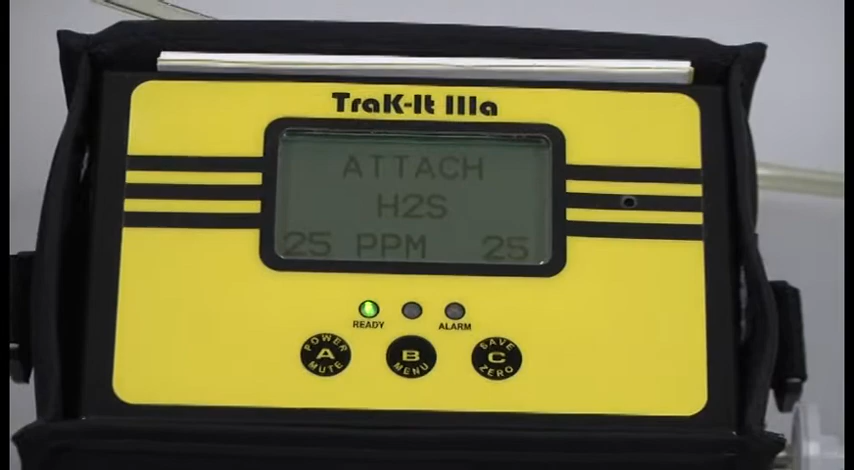 TraK-It IIIa
ATTACH
H2S
25 PPM 25
READY
ALARM
POWER
A
MUTE
B
MENU
SAVE
C
ZERO